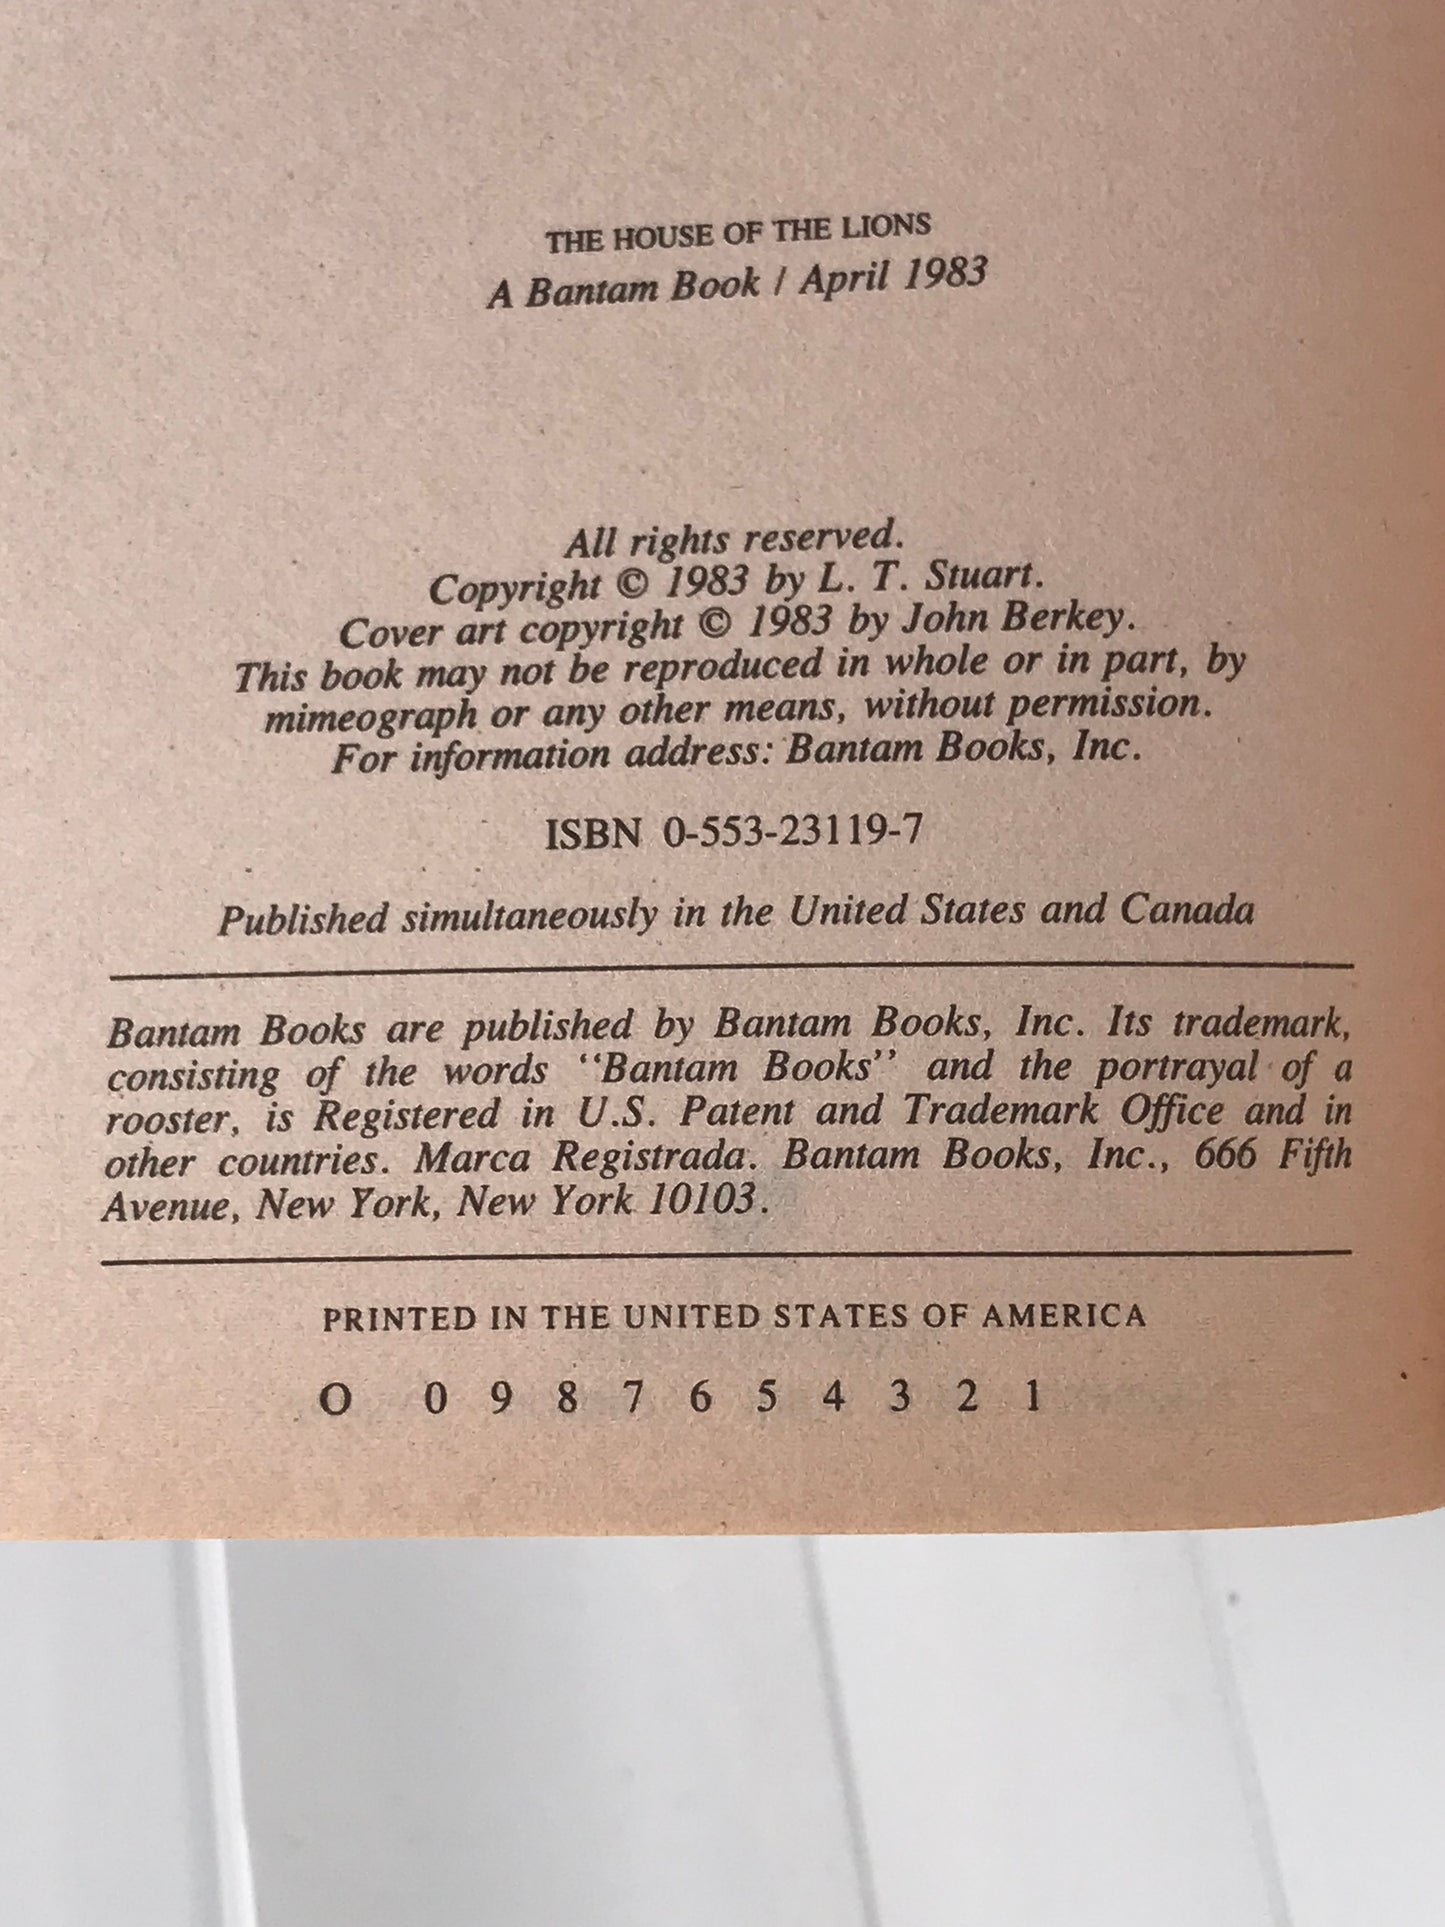 THE HOUSE OF THE LIONS
A Bantam Book / April 1983
All rights reserved.
Copyright © 1983 by L. T. Stuart.
Cover art copyright © 1983 by John Berkey.
This book may not be reproduced in whole or in part, by
mimeograph or any other means, without permission.
For information address: Bantam Books, Inc.
ISBN 0-553-23119-7
Published simultaneously in the United States and Canada
Bantam Books are published by Bantam Books, Inc. Its trademark,
consisting of the words ‘‘Bantam Books’’ and the portrayal of a
rooster, is Registered in U.S. Patent and Trademark Office and in
other countries. Marca Registrada. Bantam Books, Inc., 666 Fifth
Avenue, New York, New York 10103.
PRINTED IN THE UNITED STATES OF AMERICA
O 0 9 8 7 6 5 4 3 2 1